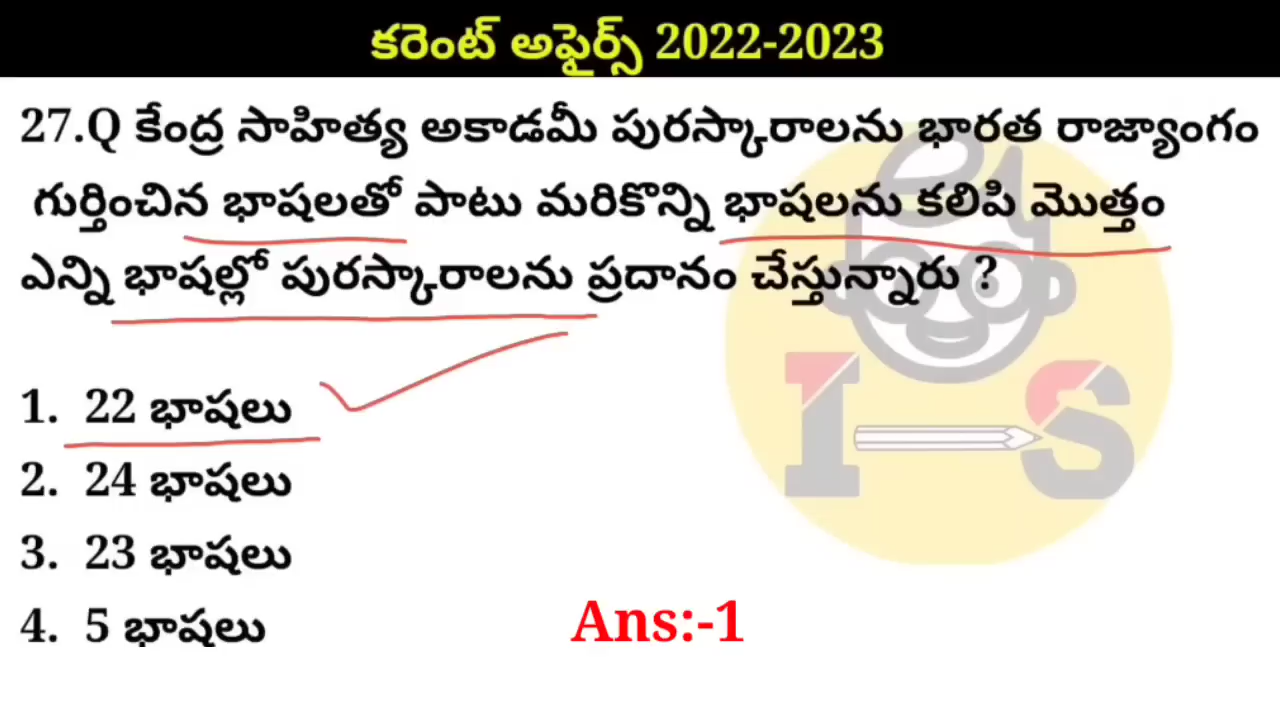 కరెంట్ అఫైర్స్ 2022-2023
27.Q కేంద్ర సాహిత్య అకాడమీ పురస్కారాలను భారత రాజ్యాంగం
గుర్తించిన భాషలతో పాటు మరికొన్ని భాషలను కలిపి మొత్తం
ఎన్ని భాషల్లో పురస్కారాలను ప్రదానం చేస్తున్నారు ?
1. 22 భాషలు
2. 24 భాషలు
3. 23 భాషలు
4. 5 భాషలు
Ans:-1
I S